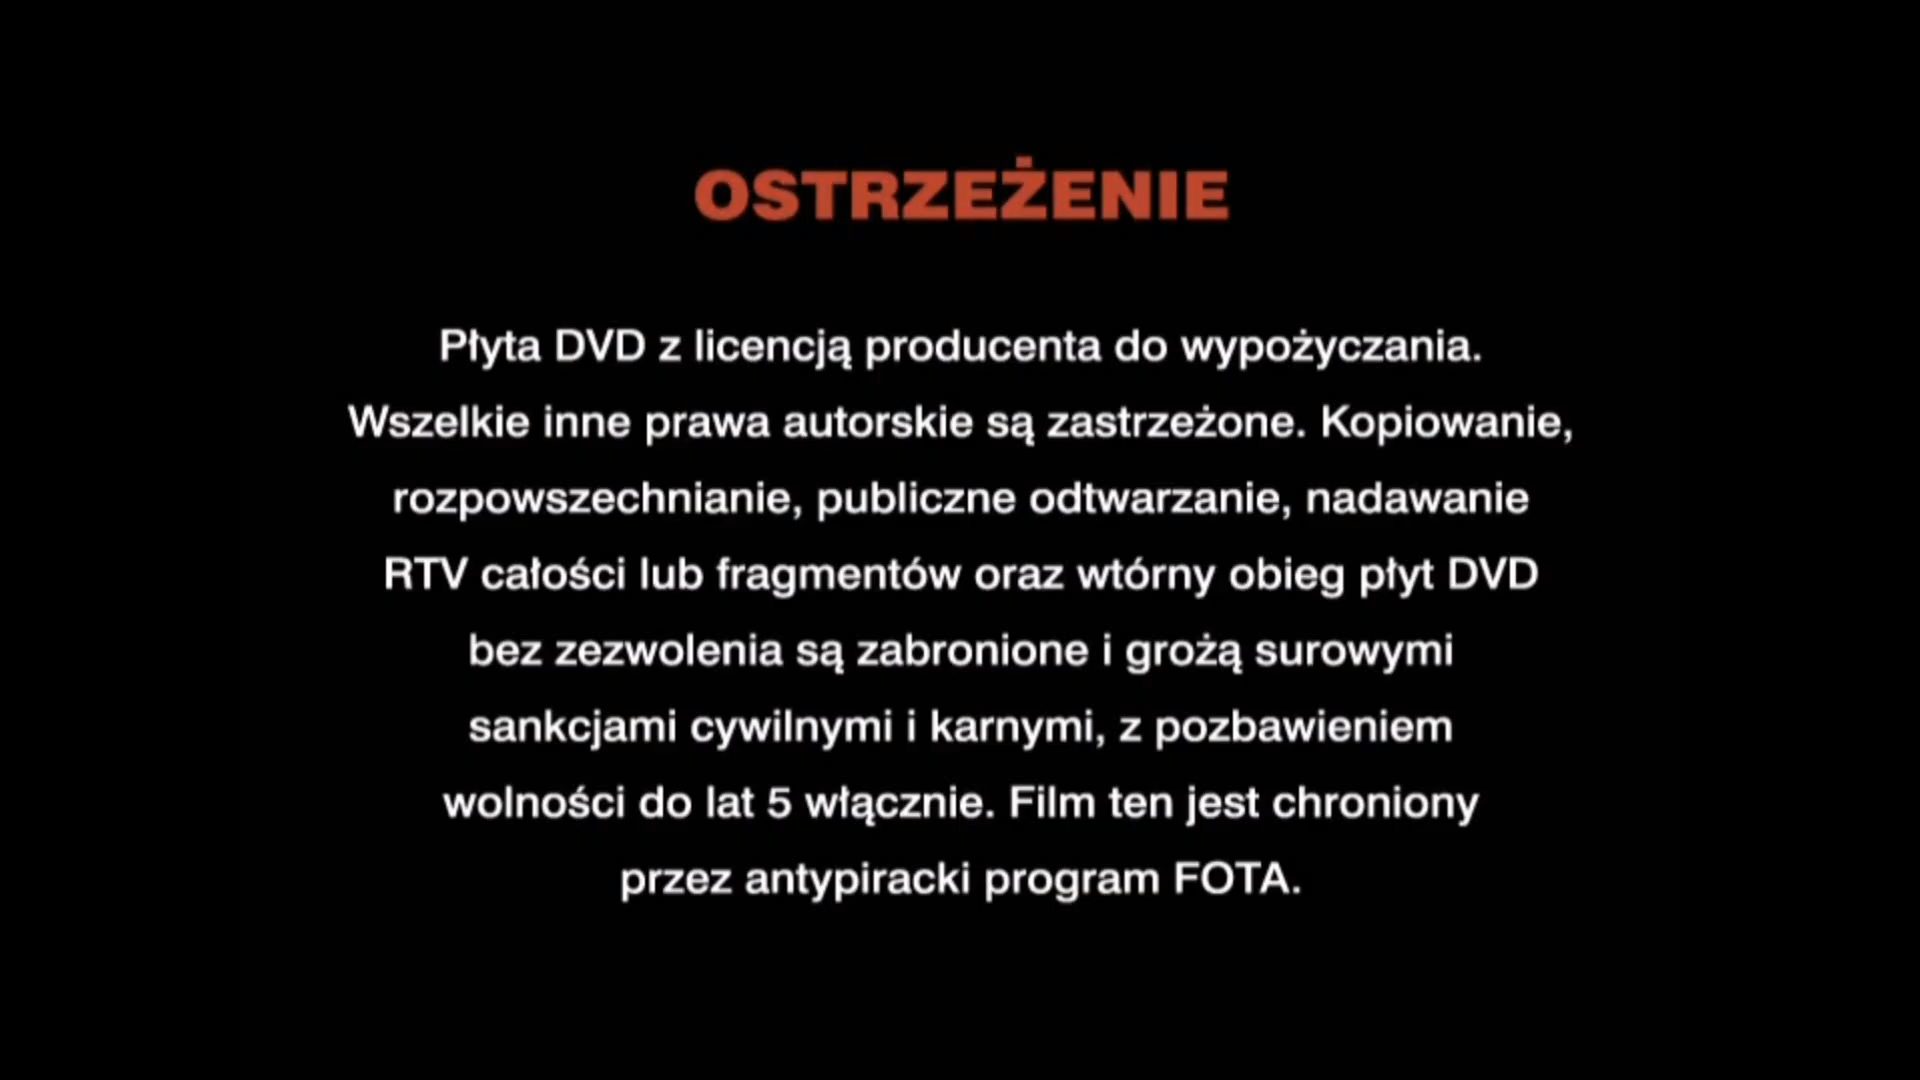 OSTRZEŻENIE
Płyta DVD z licencją producenta do wypożyczania.
Wszelkie inne prawa autorskie są zastrzeżone. Kopiowanie,
rozpowszechnianie, publiczne odtwarzanie, nadawanie
RTV całości lub fragmentów oraz wtórny obieg płyt DVD
bez zezwolenia są zabronione i grożą surowymi
sankcjami cywilnymi i karnymi, z pozbawieniem
wolności do lat 5 włącznie. Film ten jest chroniony
przez antypiracki program FOTA.